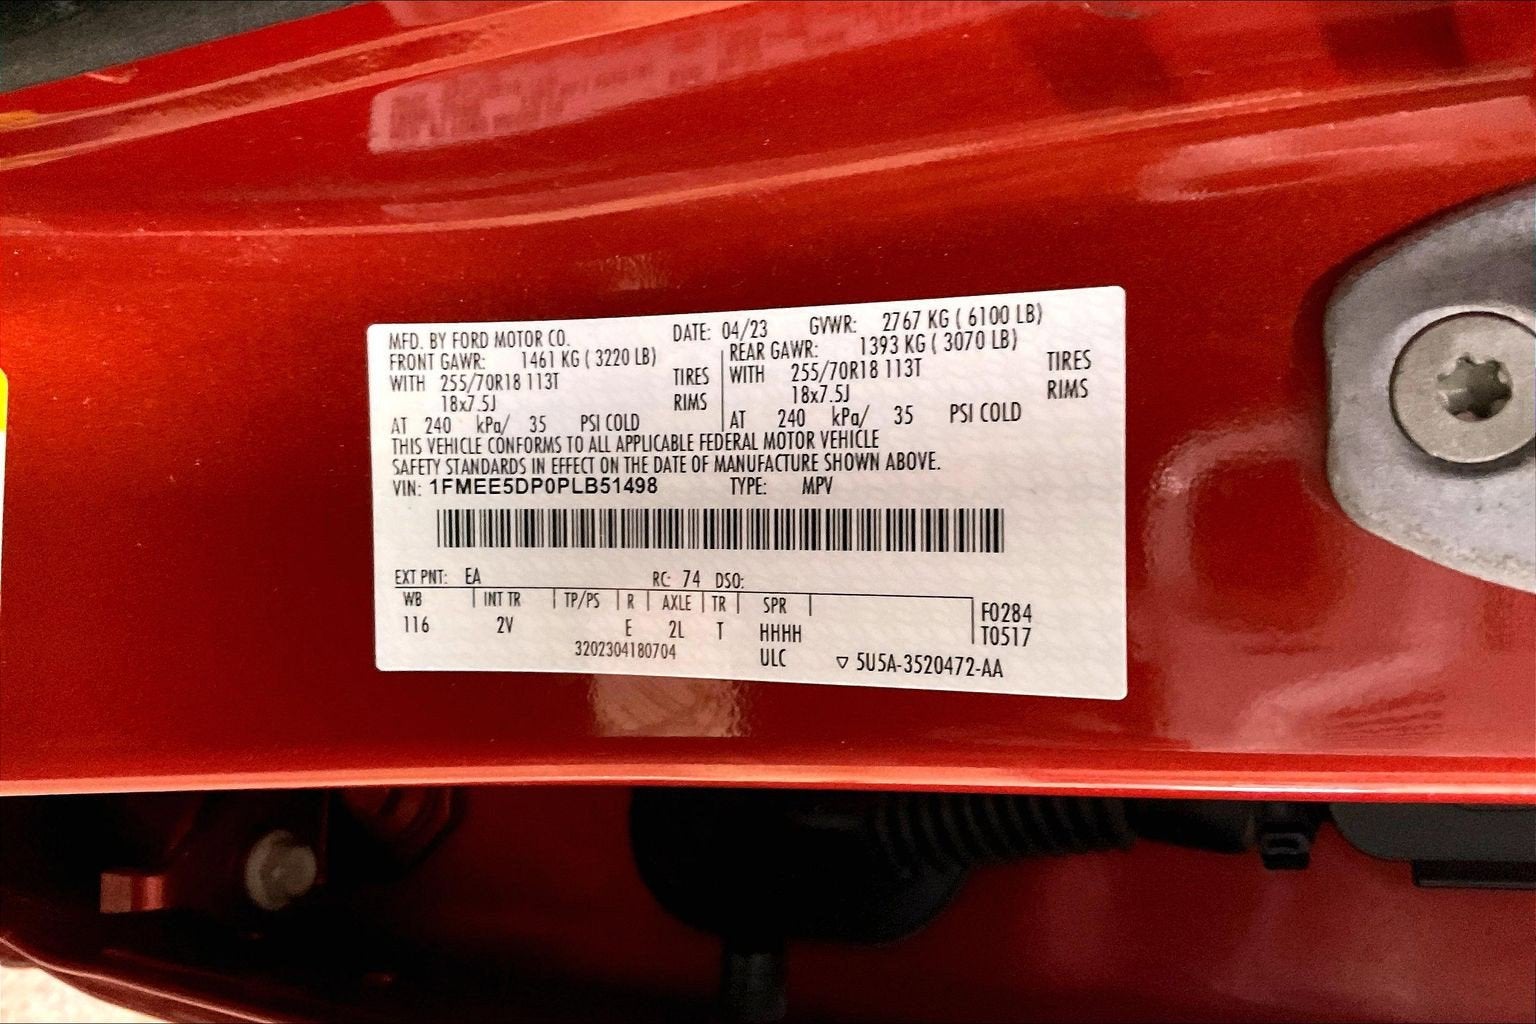 MFD. BY FORD MOTOR CO. DATE: 04/23 GVWR: 2767 KG ( 6100 LB)
FRONT GAWR: 1461 KG ( 3220 LB) REAR GAWR: 1393 KG ( 3070 LB)
WITH 255/70R18 113T TIRES WITH 255/70R18 113T TIRES
18x7.5J RIMS 18x7.5J RIMS
AT 240 kPa/ 35 PSI COLD AT 240 kPa/ 35 PSI COLD
THIS VEHICLE CONFORMS TO ALL APPLICABLE FEDERAL MOTOR VEHICLE
SAFETY STANDARDS IN EFFECT ON THE DATE OF MANUFACTURE SHOWN ABOVE.
VIN: 1FMEE5DP0PLB51498 TYPE: MPV
EXT PNT: EA RC: 74 DSO:
WB INT TR TP/PS R AXLE TR SPR F0284
116 2V E 2L T HHHH T0517
3202304180704 ULC ▽ 5U5A-3520472-AA